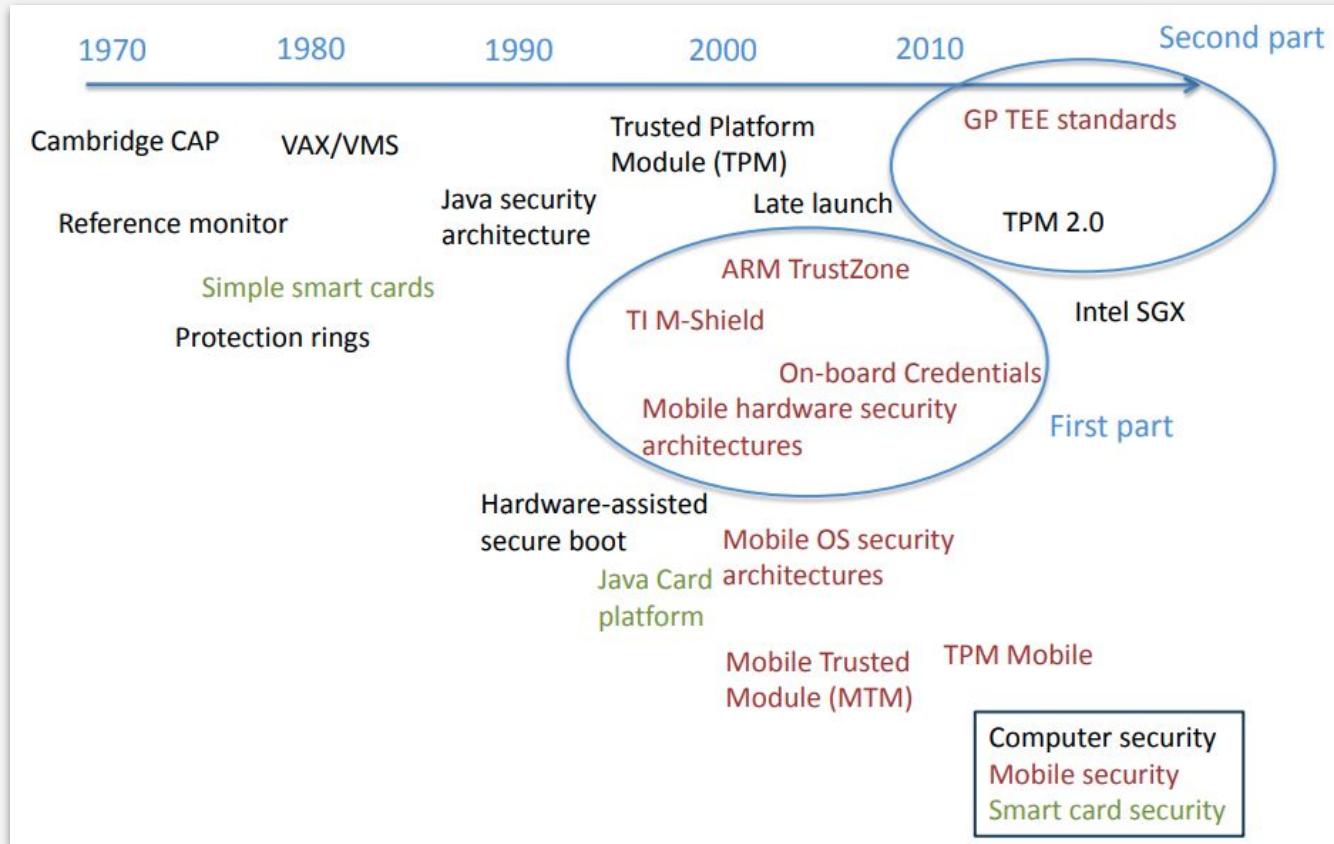 1970
1980
1990
2000
2010
Second part
GP TEE standards
Cambridge CAP
VAX/VMS
Trusted Platform
Module (TPM)
Java security
architecture
Late launch
TPM 2.0
Reference monitor
ARM TrustZone
Simple smart cards
TI M-Shield
Intel SGX
Protection rings
On-board Credentials
Mobile hardware security
architectures
First part
Hardware-assisted
secure boot
Mobile OS security
architectures
Java Card
platform
Mobile Trusted
Module (MTM)
TPM Mobile
Computer security
Mobile security
Smart card security